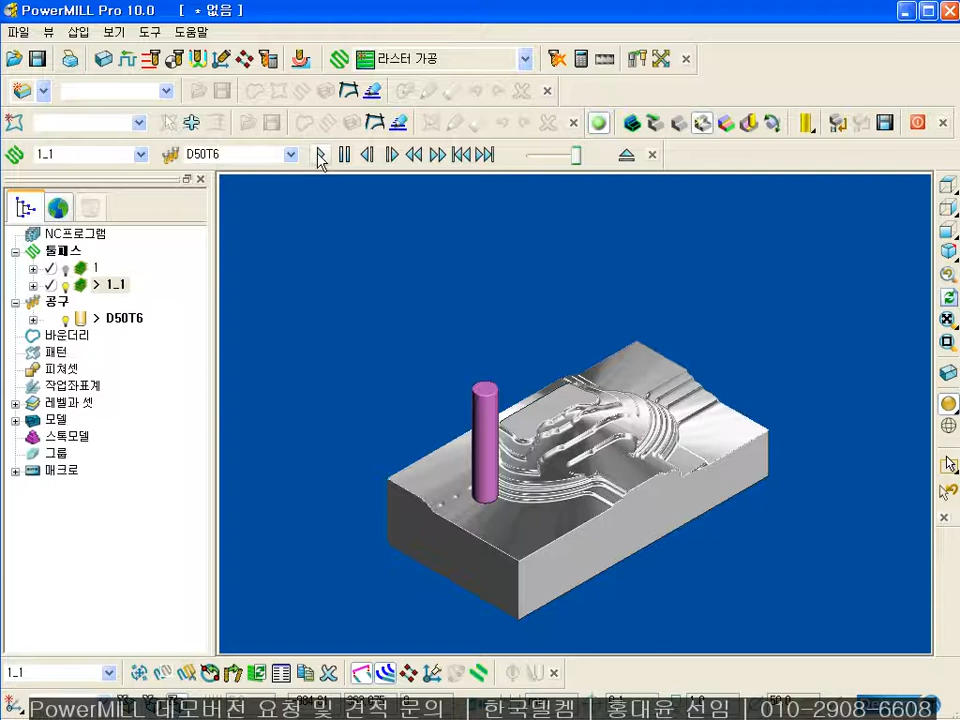 PowerMILL Pro 10.0 [ * 없음 ]
파일 뷰 삽입 보기 도구 도움말
라스터 가공
1_1 D50T6
NC프로그램
툴패스
1
> 1_1
공구
> D50T6
바운더리
패턴
피쳐셋
작업좌표계
레벨과 셋
모델
스톡모델
그룹
매크로
1_1
PowerMILL 데모버전 요청 및 견적 문의 | 한국델켐 | 홍대윤 선임 | 010-2908-6608